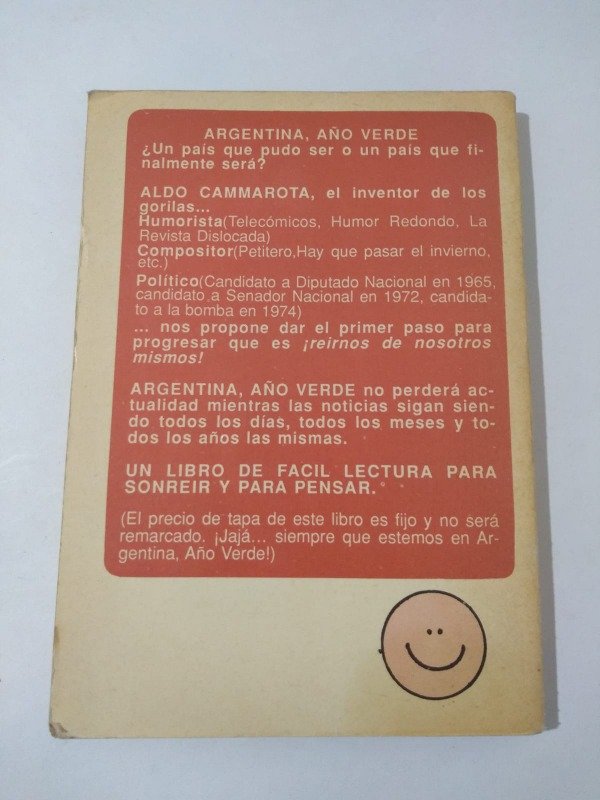 ARGENTINA, AÑO VERDE
¿Un país que pudo ser o un país que fi-
nalmente será?
ALDO CAMMAROTA, el inventor de los
gorilas...
Humorista(Telecómicos, Humor Redondo, La
Revista Dislocada)
Compositor(Petitero,Hay que pasar el invierno,
etc.)
Político(Candidato a Diputado Nacional en 1965,
candidato a Senador Nacional en 1972, candida-
to a la bomba en 1974)
... nos propone dar el primer paso para
progresar que es ¡reirnos de nosotros
mismos!
ARGENTINA, AÑO VERDE no perderá ac-
tualidad mientras las noticias sigan sien-
do todos los días, todos los meses y to-
dos los años las mismas.
UN LIBRO DE FACIL LECTURA PARA
SONREIR Y PARA PENSAR.
(El precio de tapa de este libro es fijo y no será
remarcado. ¡Jajá... siempre que estemos en Ar-
gentina, Año Verde!)